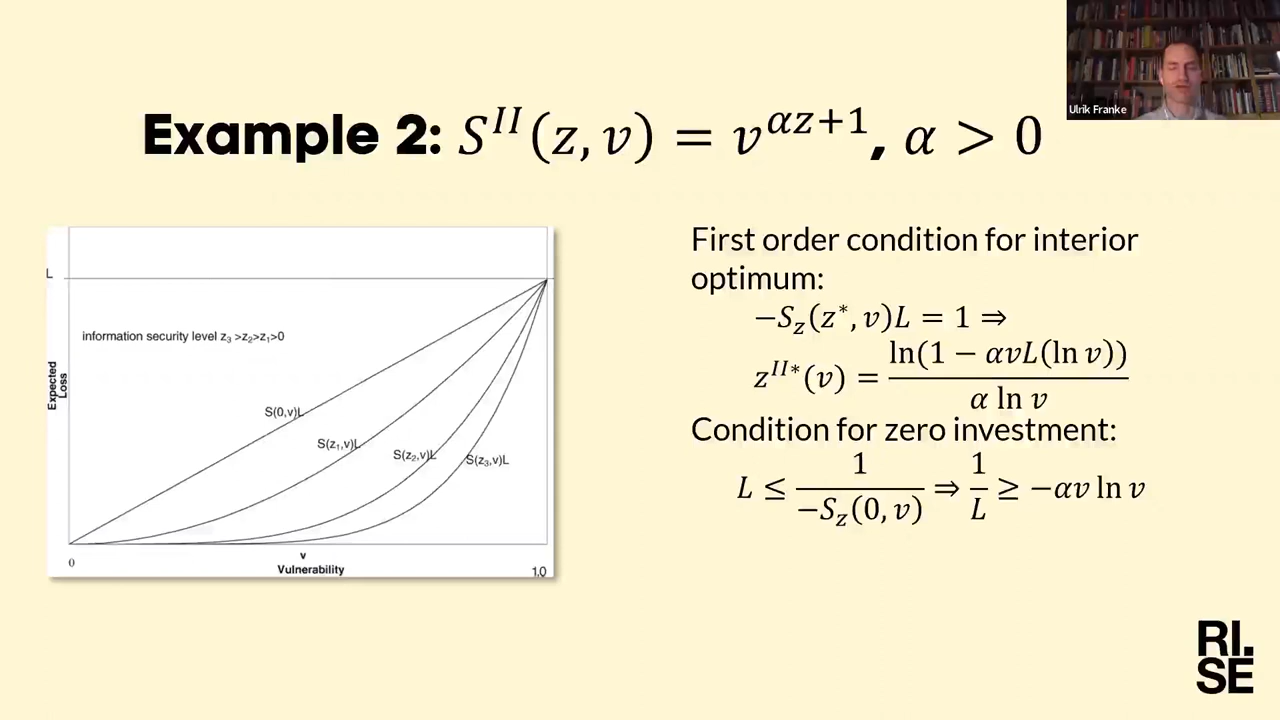 Ulrik Franke
Example 2: S^{II}(z, v) = v^{αz+1}, α > 0
L
information security level z₃ >z₂>z₁>0
Expected
Loss
S(0,v)L
S(z₁,v)L
S(z₂,v)L
S(z₃,v)L
0
v
Vulnerability
1.0
First order condition for interior
optimum:
−S_z(z*, v)L = 1 ⇒
z^{II*}(v) = ln(1 − αvL(ln v)) / α ln v
Condition for zero investment:
L ≤ 1 / −S_z(0, v) ⇒ 1 / L ≥ −αv ln v
RI.
SE